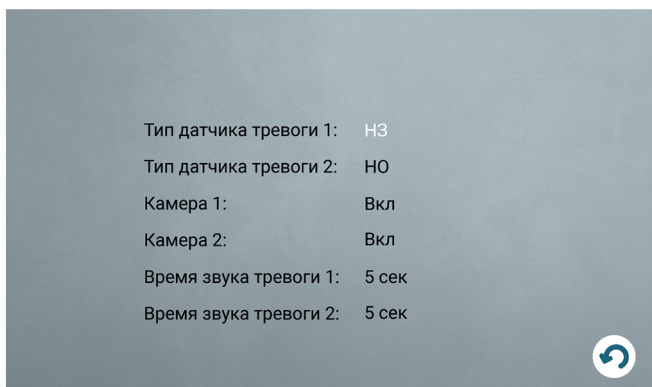 Тип датчика тревоги 1: НЗ
Тип датчика тревоги 2: НО
Камера 1: Вкл
Камера 2: Вкл
Время звука тревоги 1: 5 сек
Время звука тревоги 2: 5 сек